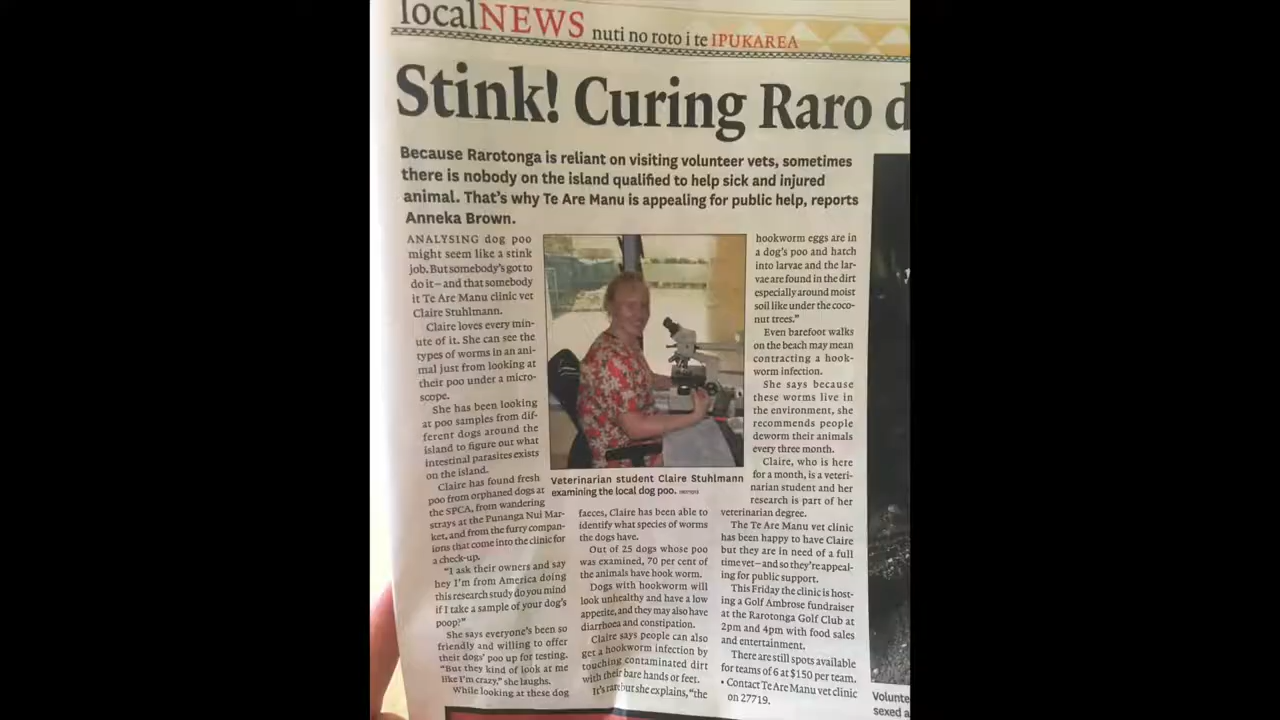 localNEWS nuti no roto i te IPUKAREA
Stink! Curing Raro d
Because Rarotonga is reliant on visiting volunteer vets, sometimes
there is nobody on the island qualified to help sick and injured
animal. That's why Te Are Manu is appealing for public help, reports
Anneka Brown.
ANALYSING dog poo
might seem like a stink
job. But somebody's got to
do it – and that somebody
it Te Are Manu clinic vet
Claire Stuhlmann.
Claire loves every min-
ute of it. She can see the
types of worms in an ani-
mal just from looking at
their poo under a micro-
scope.
She has been looking
at poo samples from dif-
ferent dogs around the
island to figure out what
intestinal parasites exists
on the island.
Claire has found fresh
poo from orphaned dogs at
the SPCA, from wandering
strays at the Punanga Nui Mar-
ket, and from the furry compan-
ions that come into the clinic for
a check-up.
"I ask their owners and say
hey I'm from America doing
this research study do you mind
if I take a sample of your dog's
poop?"
She says everyone's been so
friendly and willing to offer
their dogs' poo up for testing.
"But they kind of look at me
like I'm crazy," she laughs.
While looking at these dog
Veterinarian student Claire Stuhlmann
examining the local dog poo.
faeces, Claire has been able to
identify what species of worms
the dogs have.
Out of 25 dogs whose poo
was examined, 70 per cent of
the animals have hook worm.
Dogs with hookworm will
look unhealthy and have a low
appetite, and they may also have
diarrhoea and constipation.
Claire says people can also
get a hookworm infection by
touching contaminated dirt
with their bare hands or feet.
It's rare but she explains, "the
hookworm eggs are in
a dog's poo and hatch
into larvae and the lar-
vae are found in the dirt
especially around moist
soil like under the coco-
nut trees."
Even barefoot walks
on the beach may mean
contracting a hook-
worm infection.
She says because
these worms live in
the environment, she
recommends people
deworm their animals
every three month.
Claire, who is here
for a month, is a veteri-
narian student and her
research is part of her
veterinarian degree.
The Te Are Manu vet clinic
has been happy to have Claire
but they are in need of a full
time vet – and so they're appeal-
ing for public support.
This Friday the clinic is host-
ing a Golf Ambrose fundraiser
at the Rarotonga Golf Club at
2pm and 4pm with food sales
and entertainment.
There are still spots available
for teams of 6 at $150 per team.
• Contact Te Are Manu vet clinic
on 27719.
Volunte
sexed a